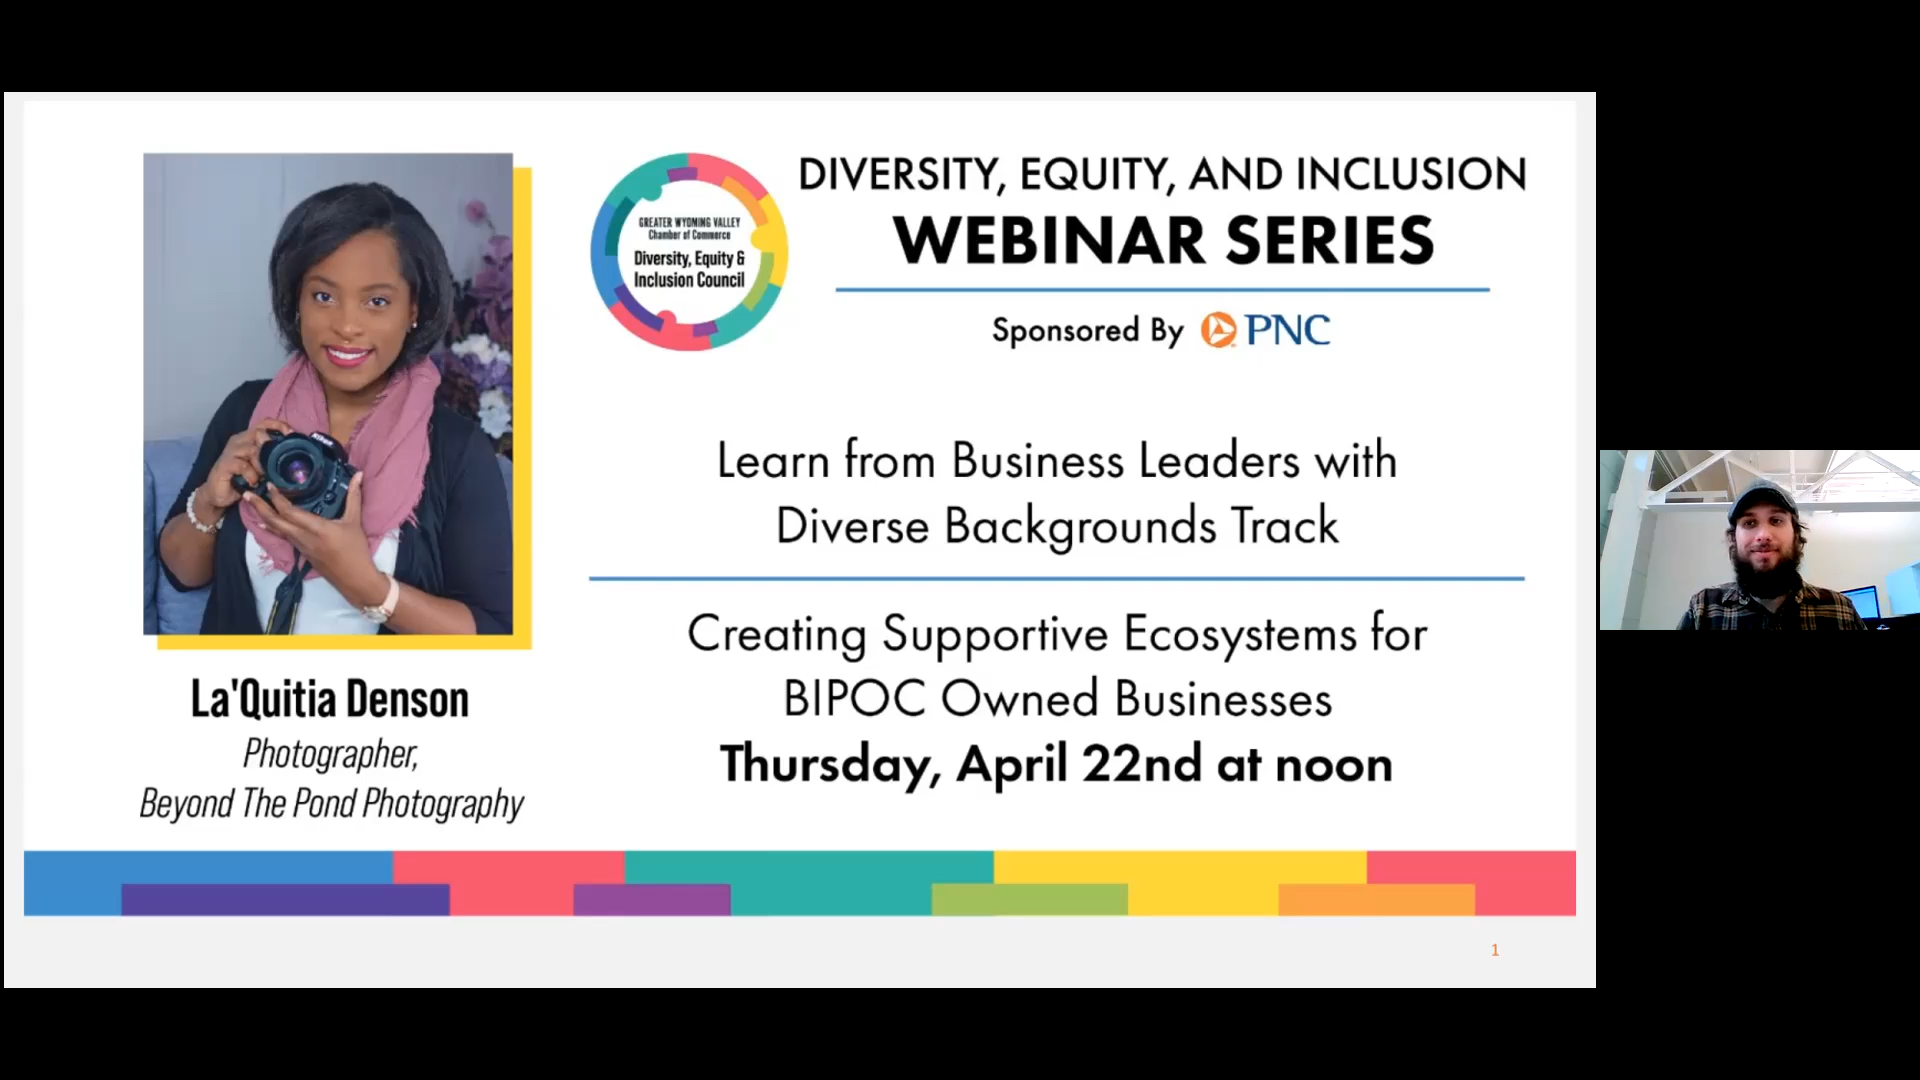 DIVERSITY, EQUITY, AND INCLUSION
WEBINAR SERIES
Sponsored By PNC
GREATER WYOMING VALLEY
Chamber of Commerce
Diversity, Equity &
Inclusion Council
Learn from Business Leaders with
Diverse Backgrounds Track
Creating Supportive Ecosystems for
BIPOC Owned Businesses
Thursday, April 22nd at noon
Nikon
La'Quitia Denson
Photographer,
Beyond The Pond Photography
1